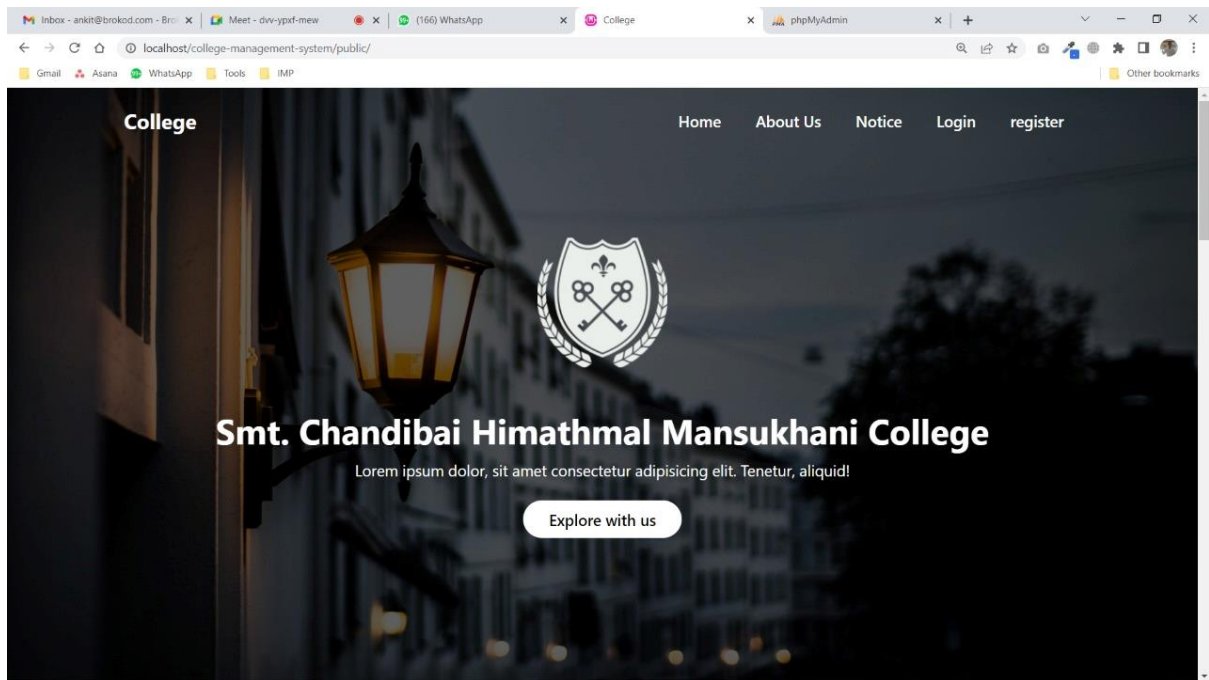 Inbox - ankit@brokod.com - Bro
Meet - dvv-ypxf-mew
(166) WhatsApp
College
phpMyAdmin
localhost/college-management-system/public/
Gmail
Asana
WhatsApp
Tools
IMP
Other bookmarks
College
Home
About Us
Notice
Login
register
Smt. Chandibai Himathmal Mansukhani College
Lorem ipsum dolor, sit amet consectetur adipisicing elit. Tenetur, aliquid!
Explore with us